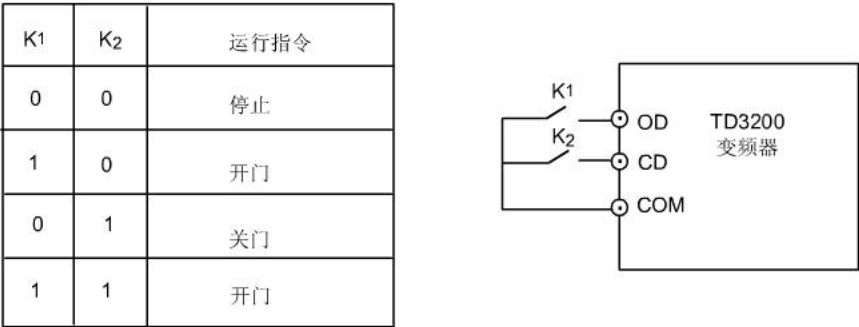 K1 K2 运行指令
0 0 停止
1 0 开门
0 1 关门
1 1 开门
K1
OD
K2
CD
COM
TD3200
变频器